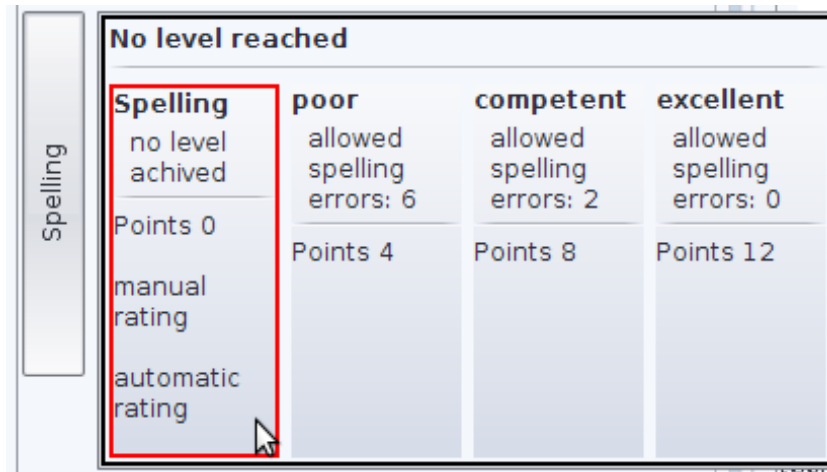 Spelling
No level reached
Spelling
no level
achived
Points 0
manual
rating
automatic
rating
poor
allowed
spelling
errors: 6
Points 4
competent
allowed
spelling
errors: 2
Points 8
excellent
allowed
spelling
errors: 0
Points 12